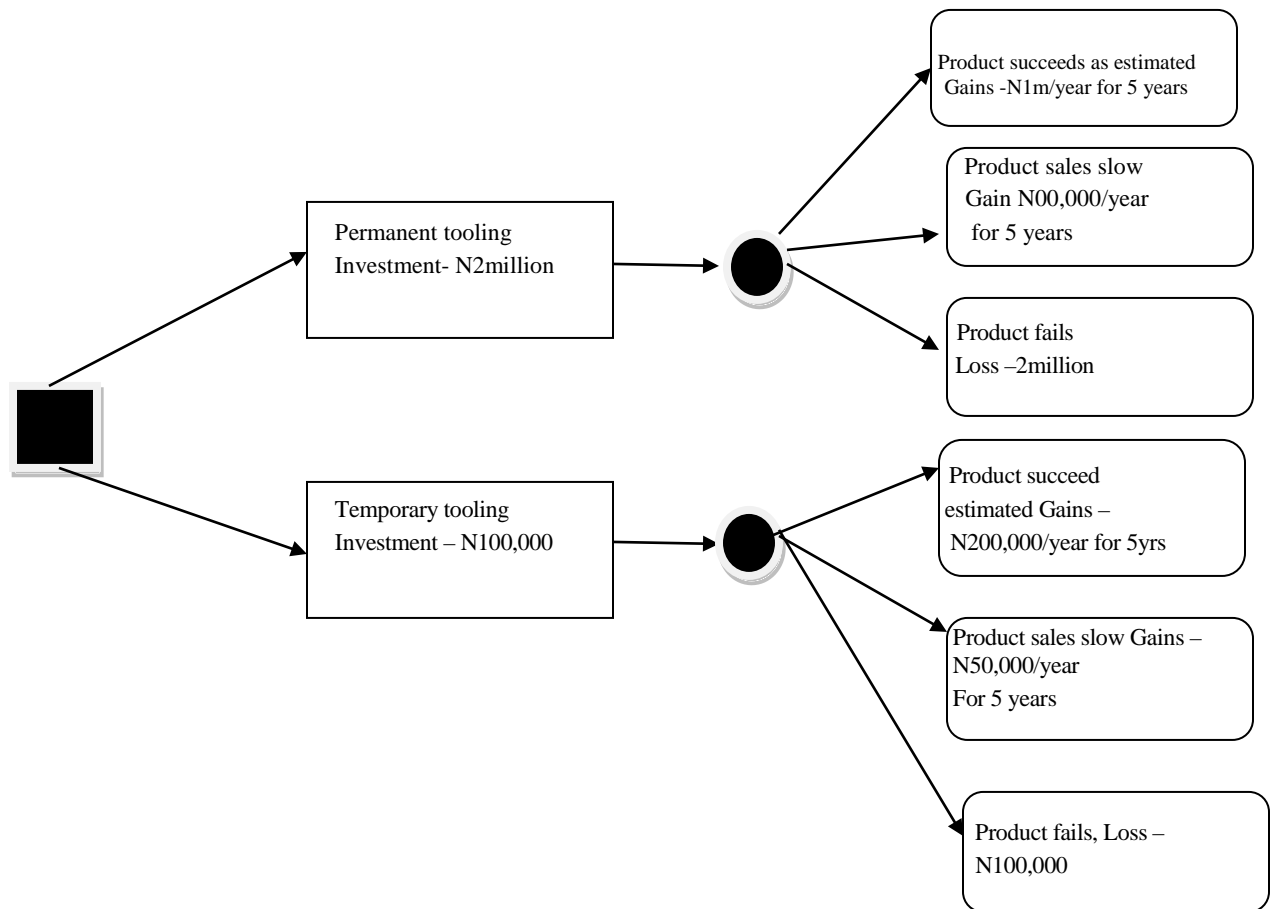 Product succeeds as estimated
Gains -N1m/year for 5 years
Product sales slow
Gain N00,000/year
for 5 years
Permanent tooling
Investment- N2million
Product fails
Loss –2million
Product succeed
estimated Gains –
N200,000/year for 5yrs
Temporary tooling
Investment – N100,000
Product sales slow Gains –
N50,000/year
For 5 years
Product fails, Loss –
N100,000